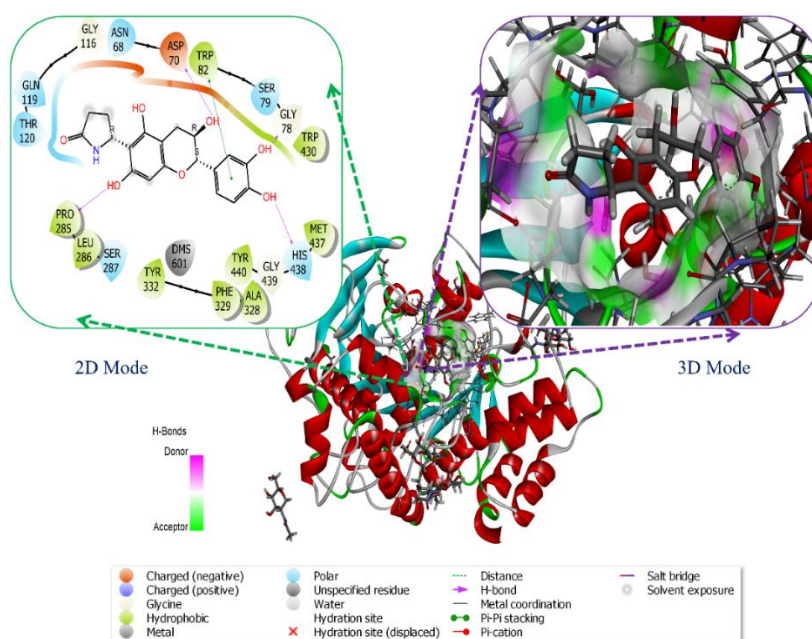 GLY
116
ASN
68
ASP
70
TRP
82
GLN
119
SER
79
THR
120
GLY
78
TRP
430
O
N
H
R
OH
OH
R
S
OH
O
OH
OH
PRO
285
LEU
286
SER
287
DMS
601
TYR
332
PHE
329
ALA
328
TYR
440
GLY
439
HIS
438
MET
437
2D Mode
3D Mode
H-Bonds
Donor
Acceptor
Charged (negative)
Charged (positive)
Glycine
Hydrophobic
Metal
Polar
Unspecified residue
Water
Hydration site
Hydration site (displaced)
Distance
H-bond
Metal coordination
Pi-Pi stacking
Pi-cation
Salt bridge
Solvent exposure